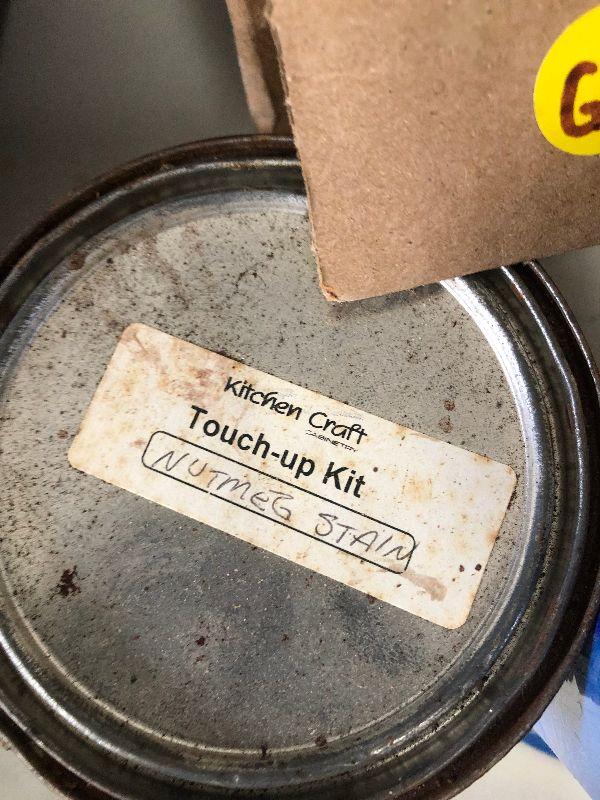 G
Kitchen Craft
CABINETRY
Touch-up Kit
NUTMEG STAIN